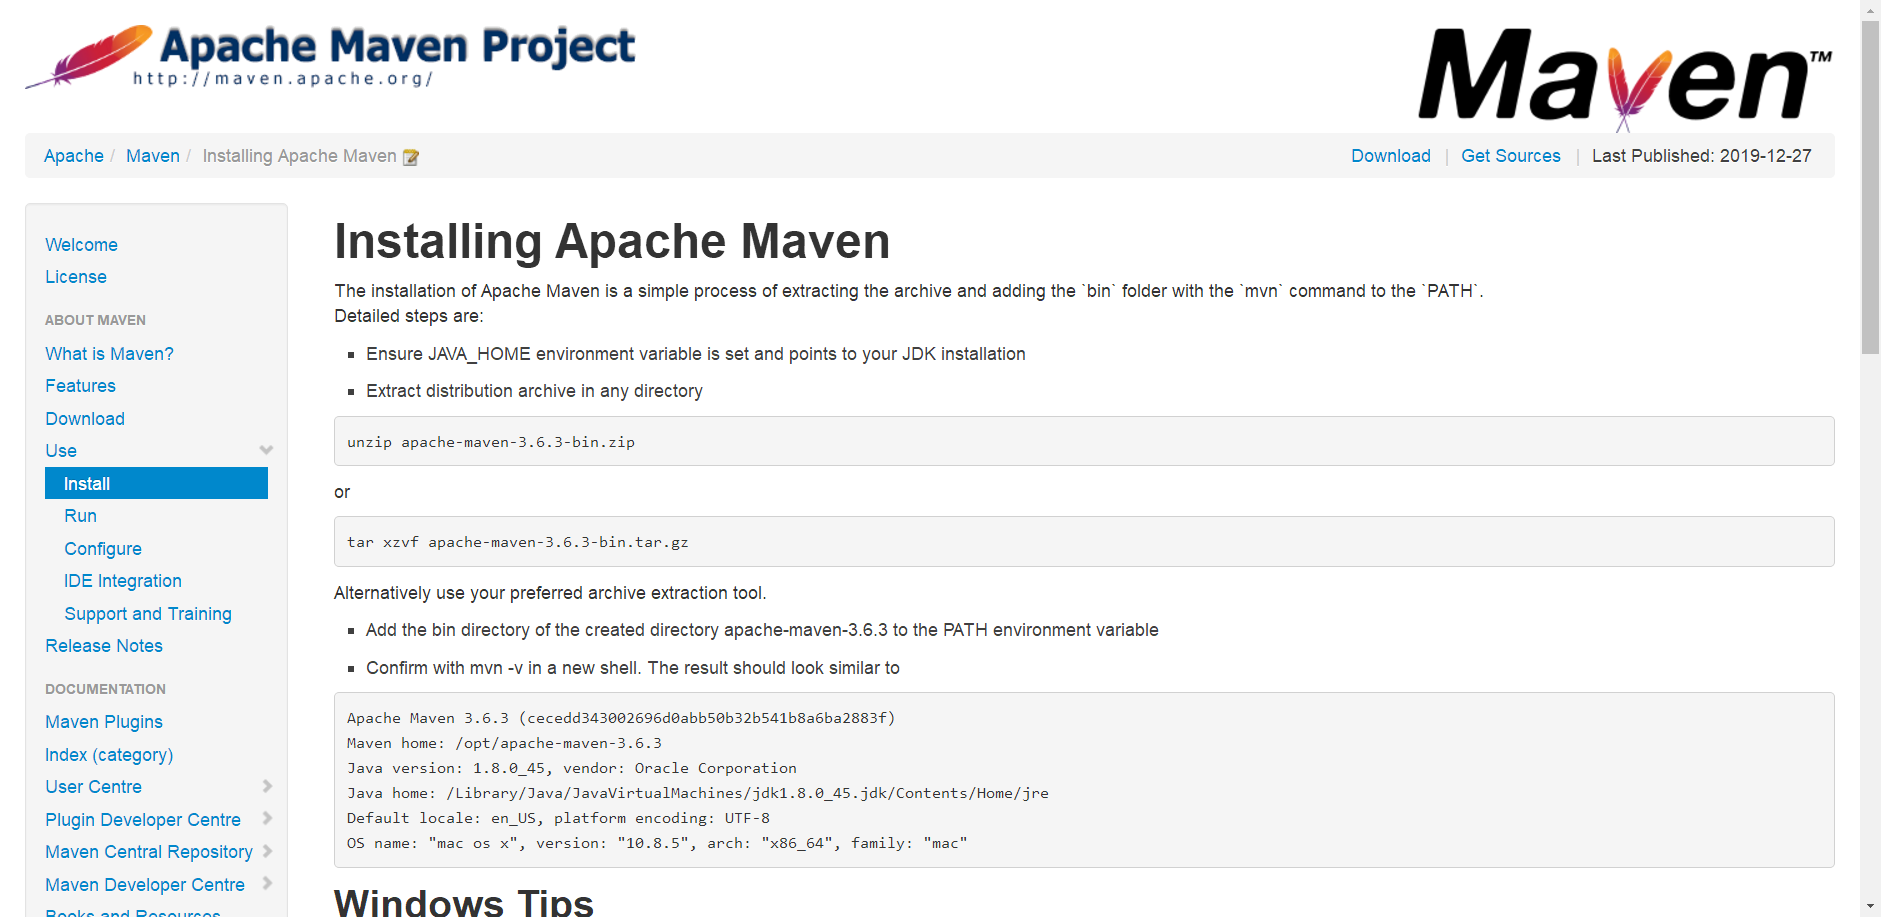 Apache Maven Project
http://maven.apache.org/
Maven™
Apache / Maven / Installing Apache Maven
Download | Get Sources | Last Published: 2019-12-27
Welcome
License
ABOUT MAVEN
What is Maven?
Features
Download
Use
Install
Run
Configure
IDE Integration
Support and Training
Release Notes
DOCUMENTATION
Maven Plugins
Index (category)
User Centre
Plugin Developer Centre
Maven Central Repository
Maven Developer Centre
Books and Resources
Installing Apache Maven
The installation of Apache Maven is a simple process of extracting the archive and adding the `bin` folder with the `mvn` command to the `PATH`.
Detailed steps are:
Ensure JAVA_HOME environment variable is set and points to your JDK installation
Extract distribution archive in any directory
unzip apache-maven-3.6.3-bin.zip
or
tar xzvf apache-maven-3.6.3-bin.tar.gz
Alternatively use your preferred archive extraction tool.
Add the bin directory of the created directory apache-maven-3.6.3 to the PATH environment variable
Confirm with mvn -v in a new shell. The result should look similar to
Apache Maven 3.6.3 (cecedd343002696d0abb50b32b541b8a6ba2883f)
Maven home: /opt/apache-maven-3.6.3
Java version: 1.8.0_45, vendor: Oracle Corporation
Java home: /Library/Java/JavaVirtualMachines/jdk1.8.0_45.jdk/Contents/Home/jre
Default locale: en_US, platform encoding: UTF-8
OS name: "mac os x", version: "10.8.5", arch: "x86_64", family: "mac"
Windows Tips